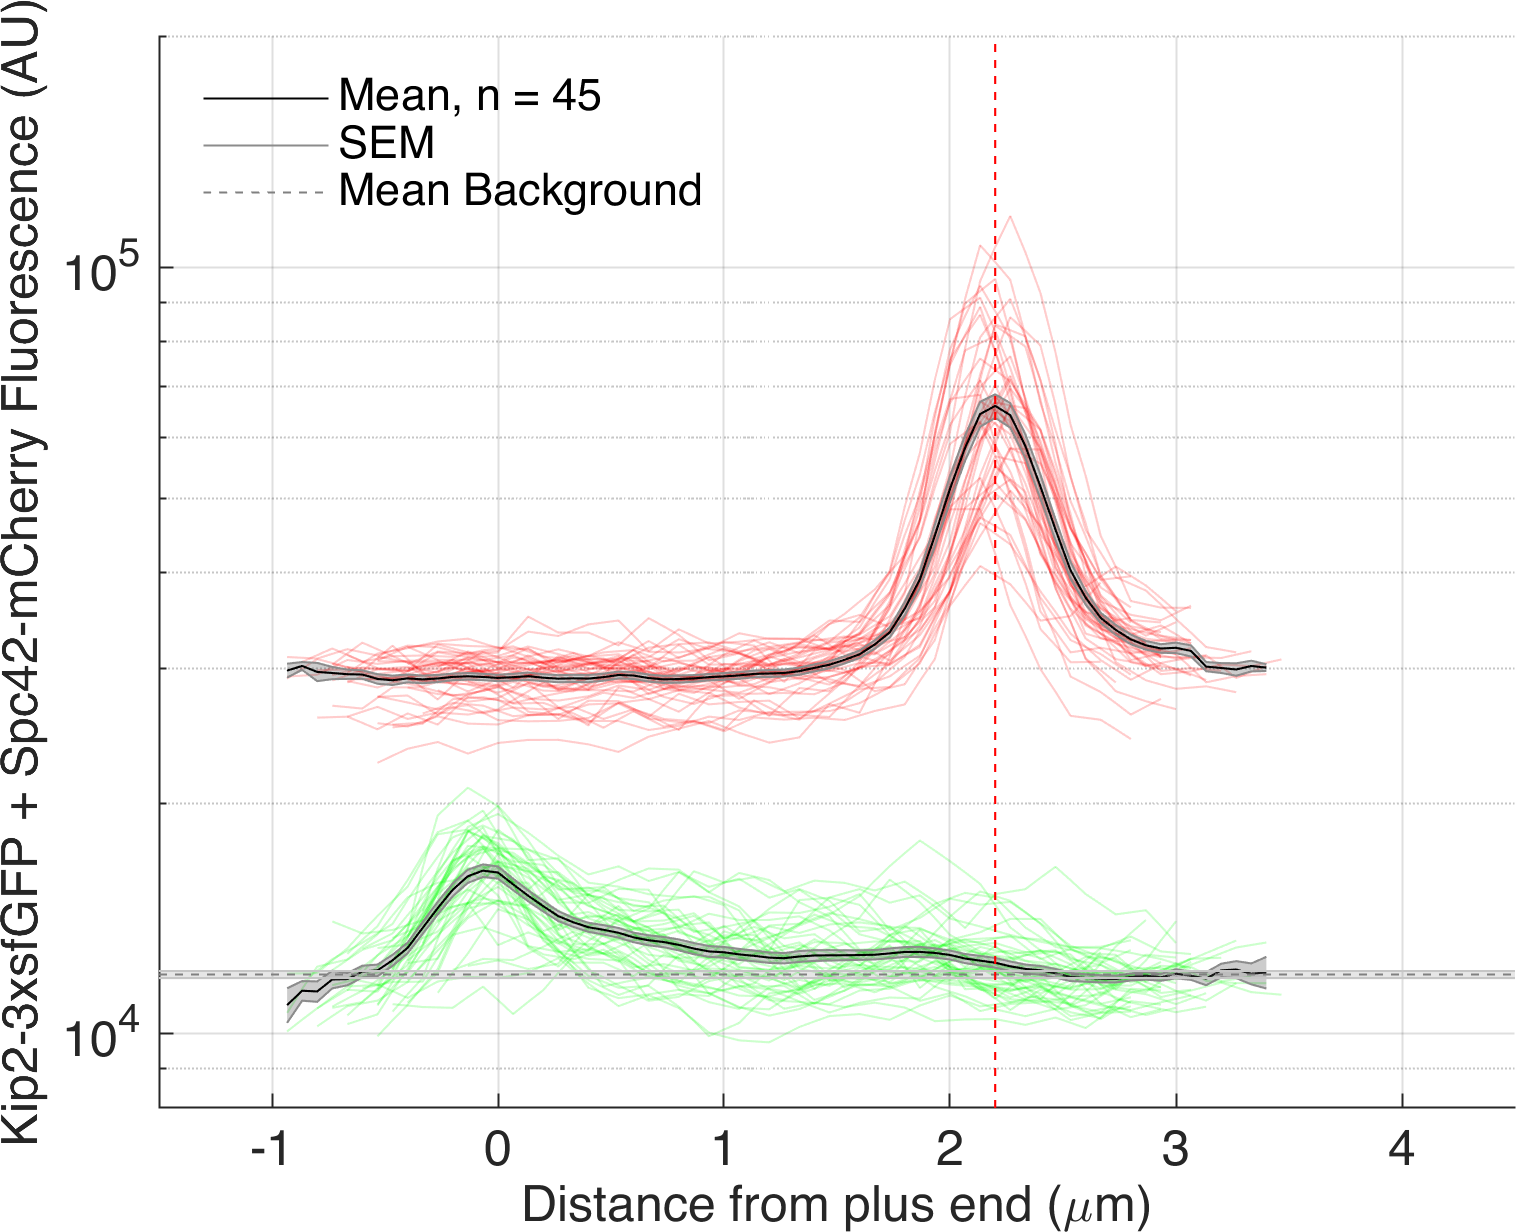 Kip2-3xsfGFP + Spc42-mCherry Fluorescence (AU)
Mean, n = 45
SEM
Mean Background
10^5
10^4
-1 0 1 2 3 4
Distance from plus end (μm)